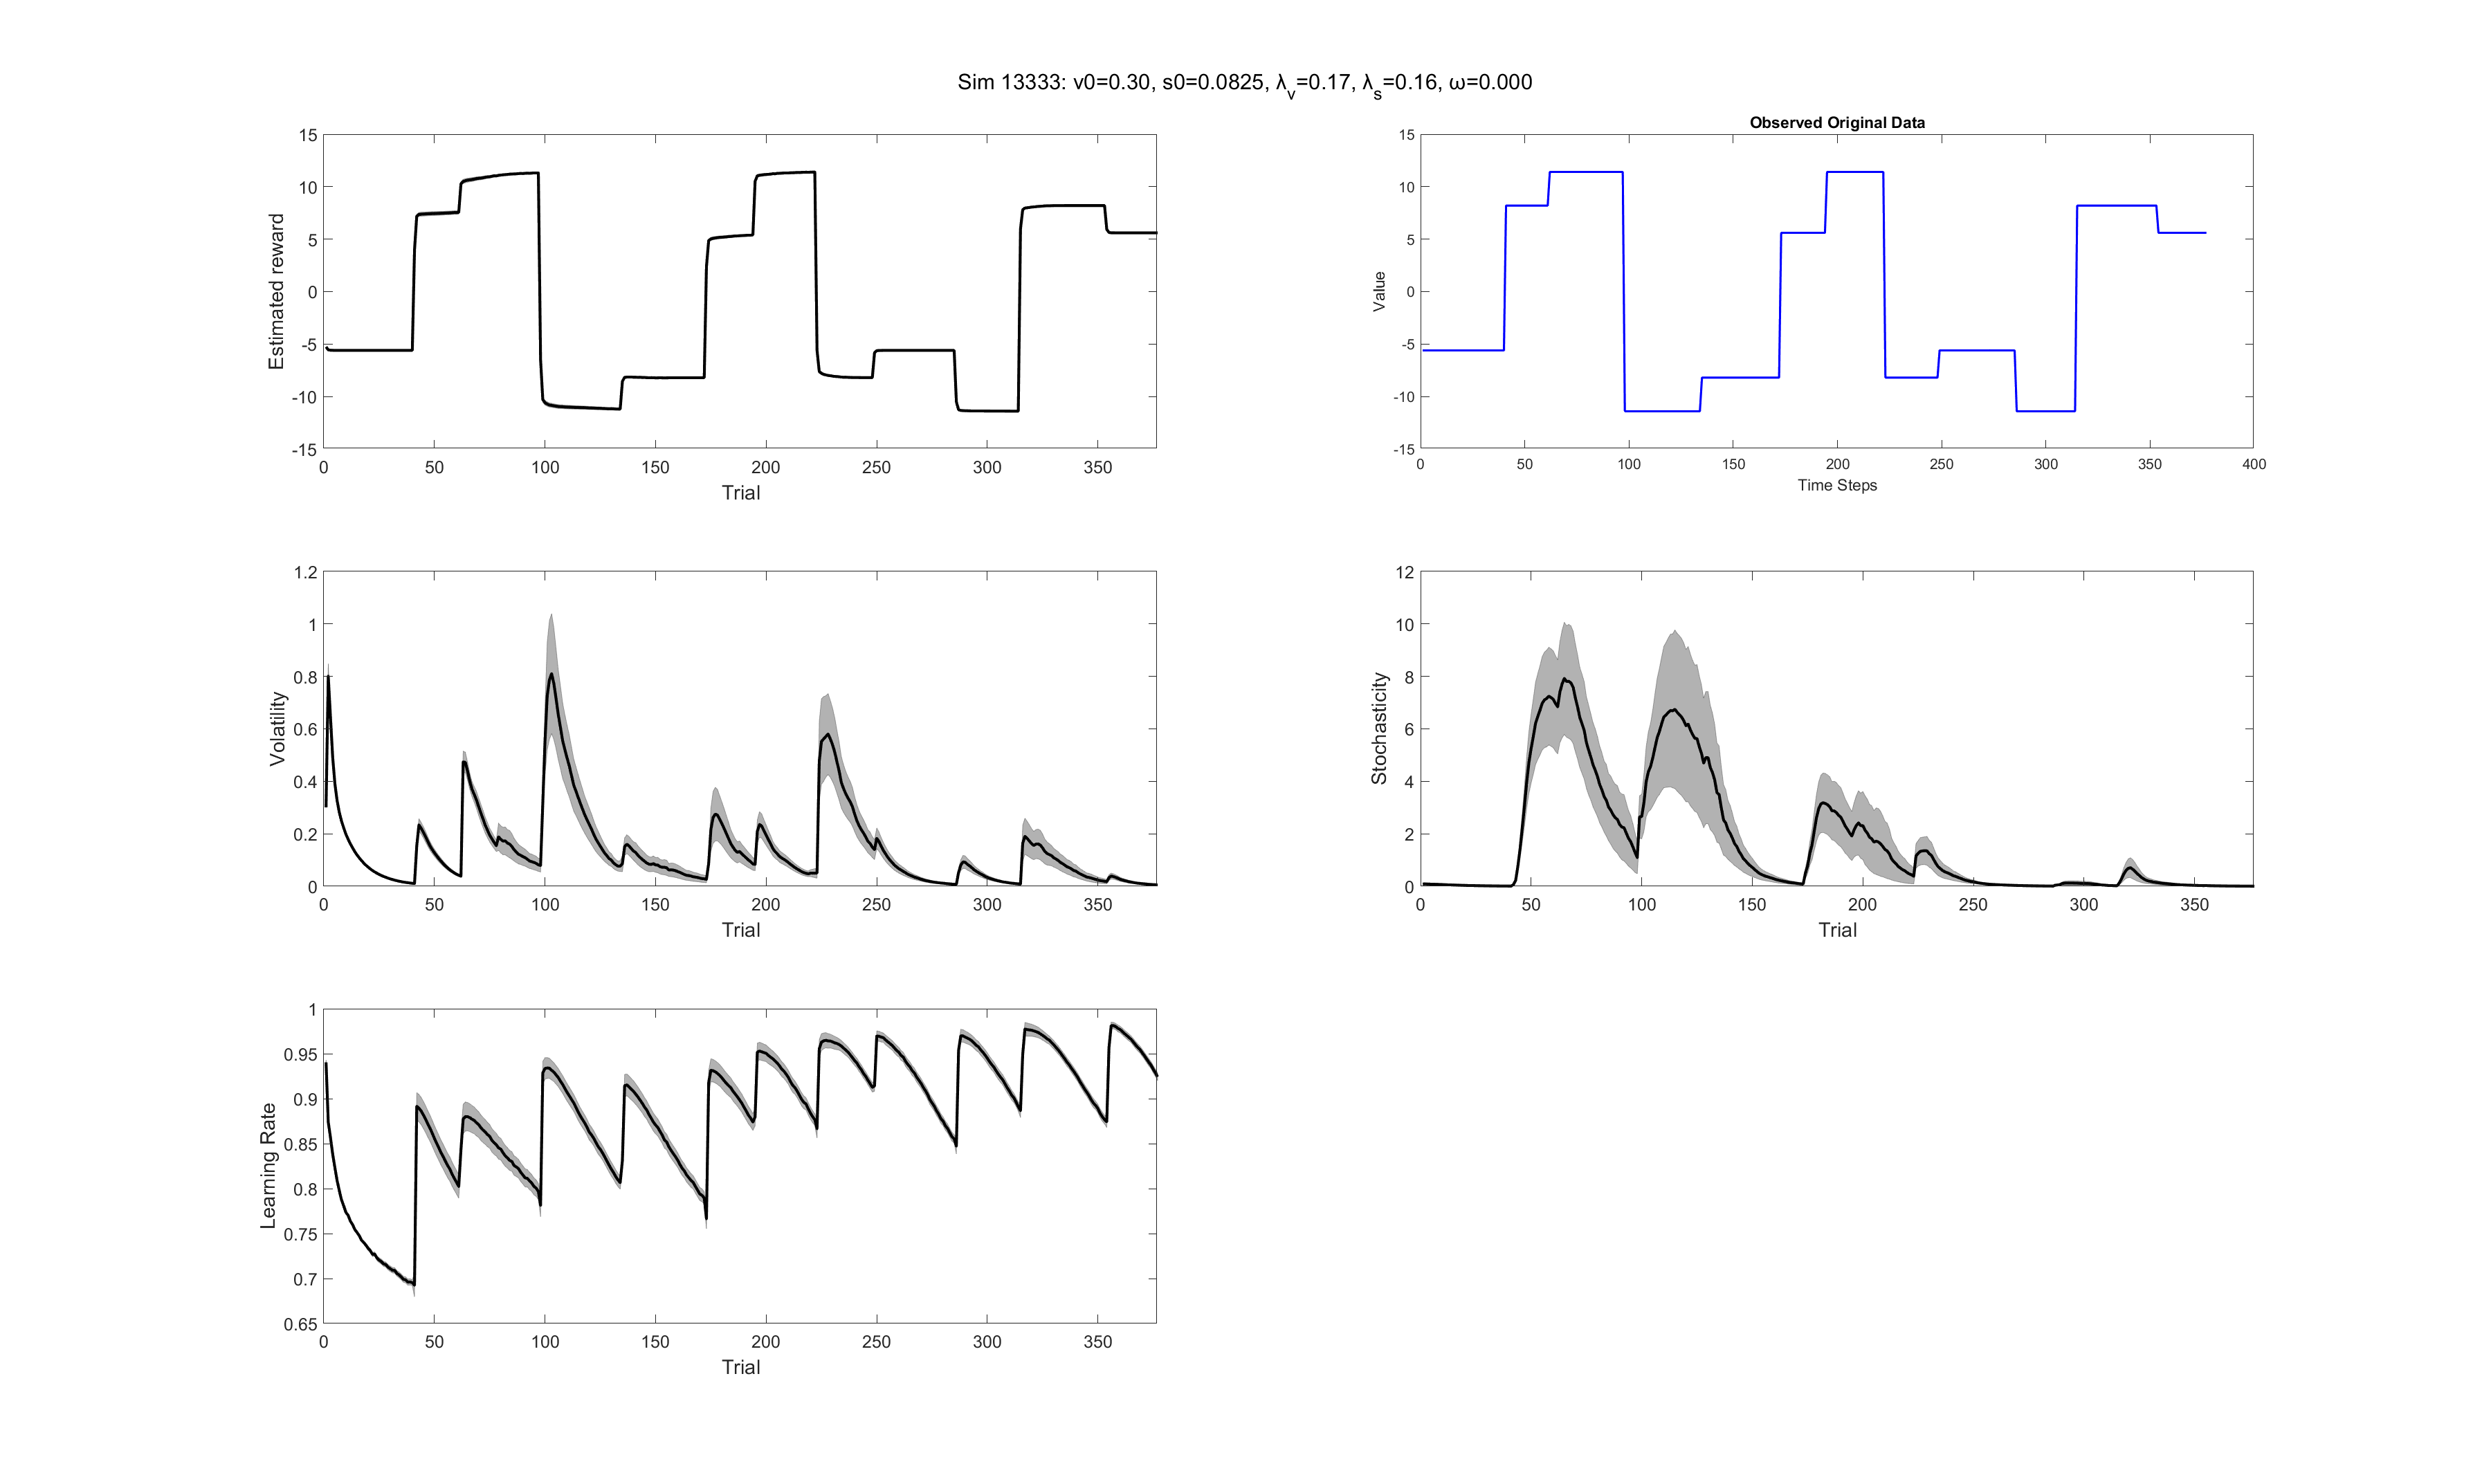 Sim 13333: v0=0.30, s0=0.0825, λv=0.17, λs=0.16, ω=0.000
15
10
5
0
-5
-10
-15
Estimated reward
0 50 100 150 200 250 300 350
Trial
Observed Original Data
15
10
5
0
-5
-10
-15
Value
0 50 100 150 200 250 300 350 400
Time Steps
1.2
1
0.8
0.6
0.4
0.2
0
Volatility
0 50 100 150 200 250 300 350
Trial
12
10
8
6
4
2
0
Stochasticity
0 50 100 150 200 250 300 350
Trial
1
0.95
0.9
0.85
0.8
0.75
0.7
0.65
Learning Rate
0 50 100 150 200 250 300 350
Trial